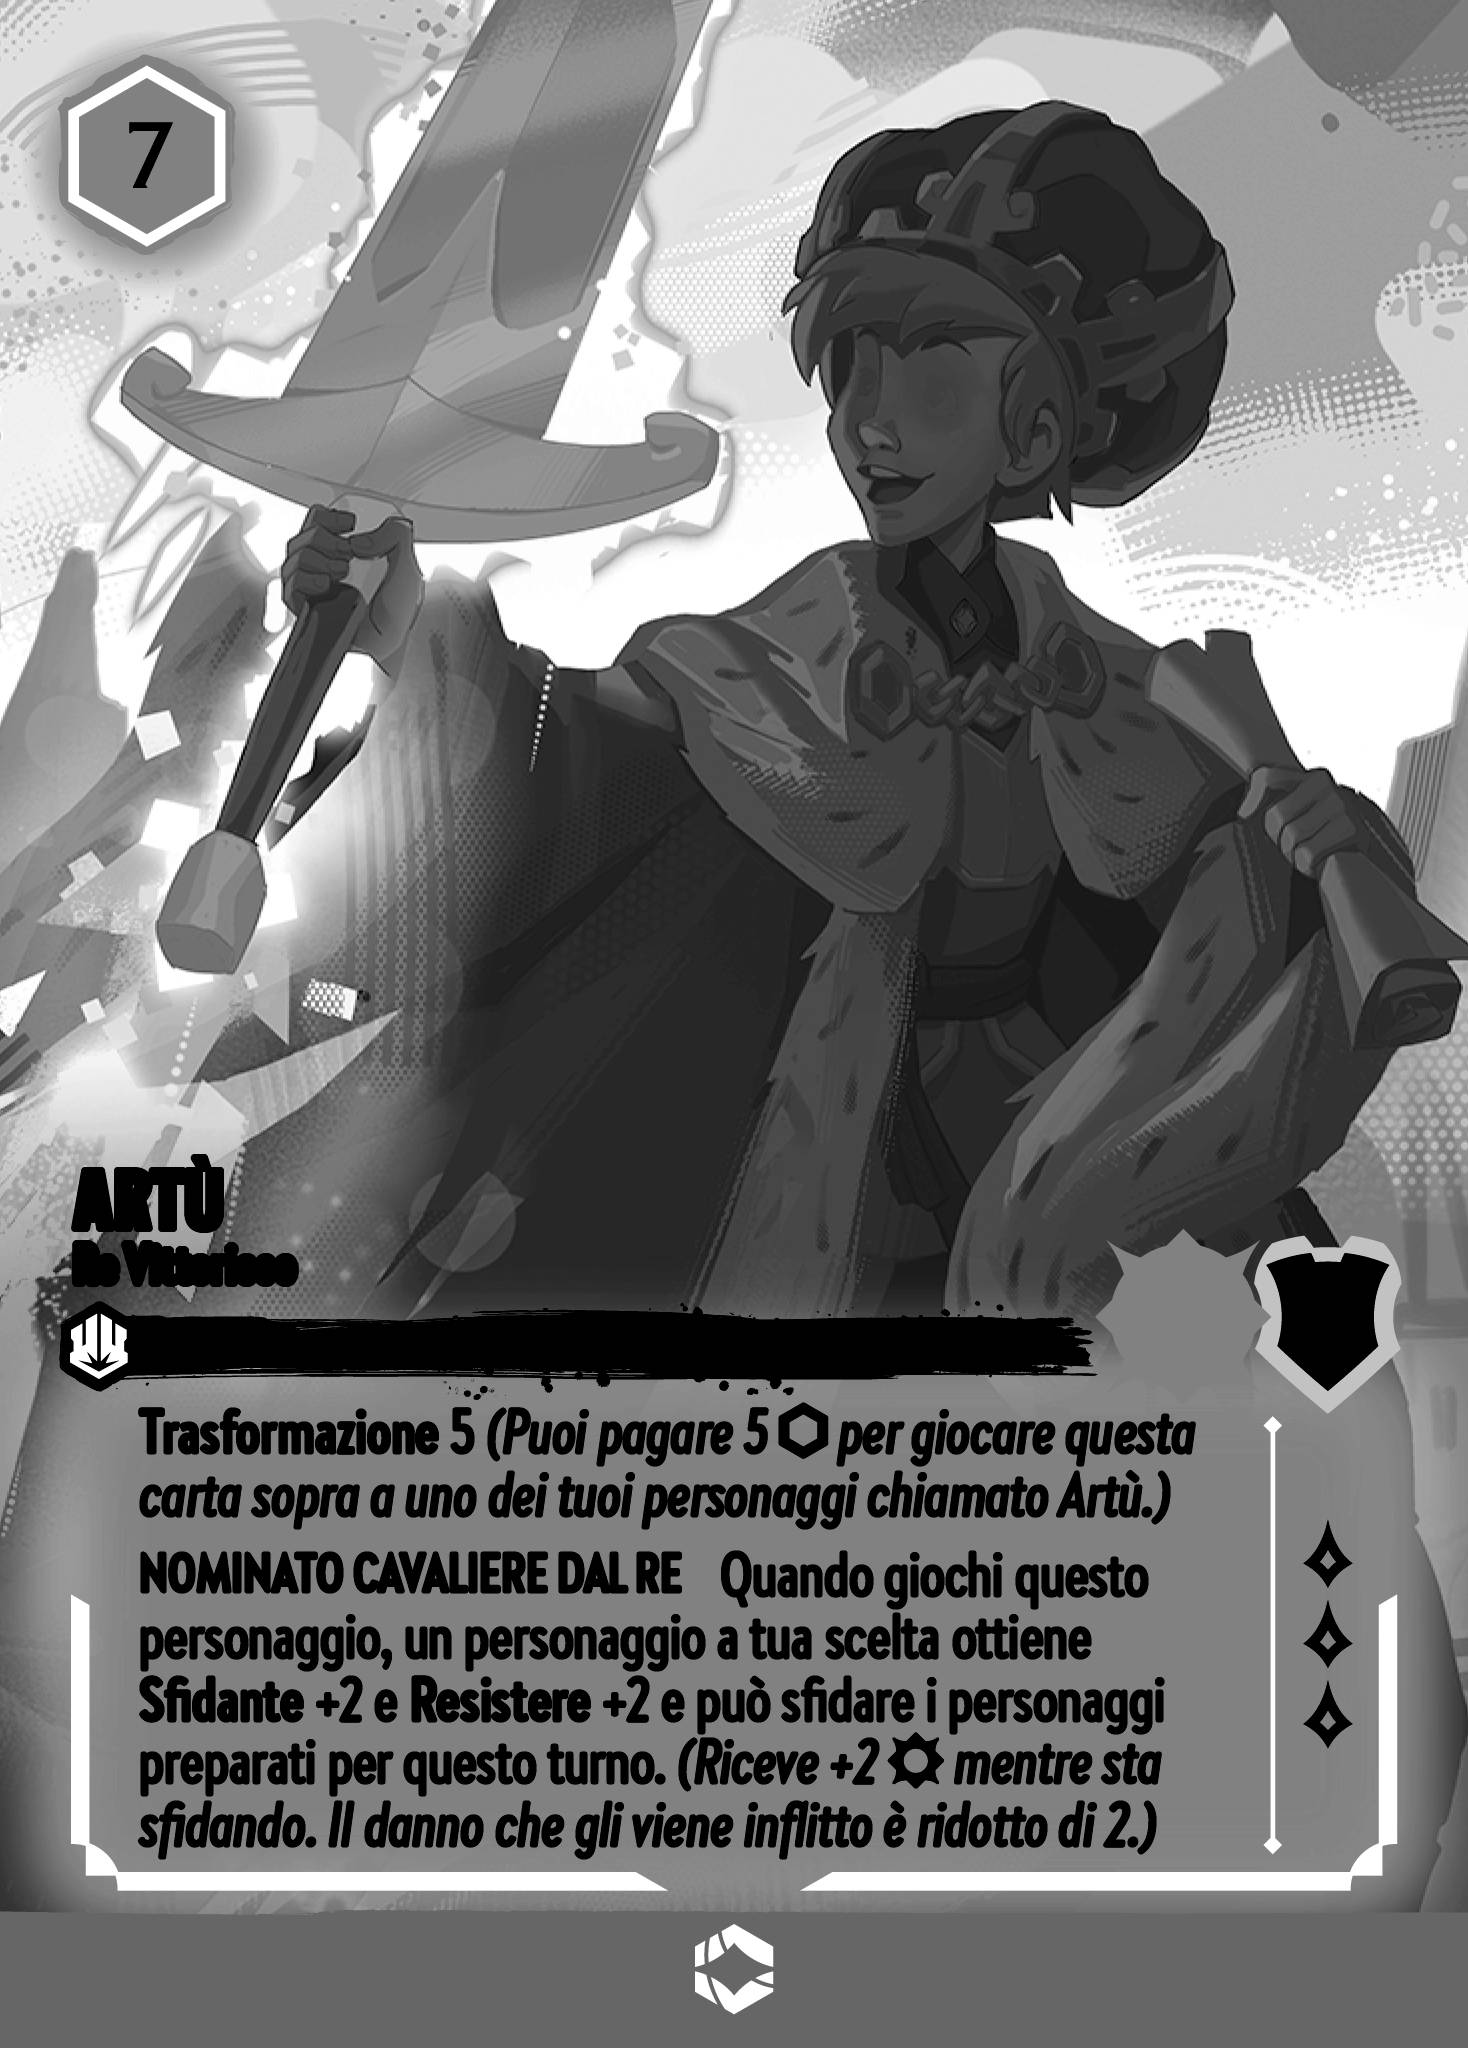 7
ARTÙ
Re Vittorioso
Trasformazione 5 (Puoi pagare 5 per giocare questa
carta sopra a uno dei tuoi personaggi chiamato Artù.)
NOMINATO CAVALIERE DAL RE Quando giochi questo
personaggio, un personaggio a tua scelta ottiene
Sfidante +2 e Resistere +2 e può sfidare i personaggi
preparati per questo turno. (Riceve +2 mentre sta
sfidando. Il danno che gli viene inflitto è ridotto di 2.)